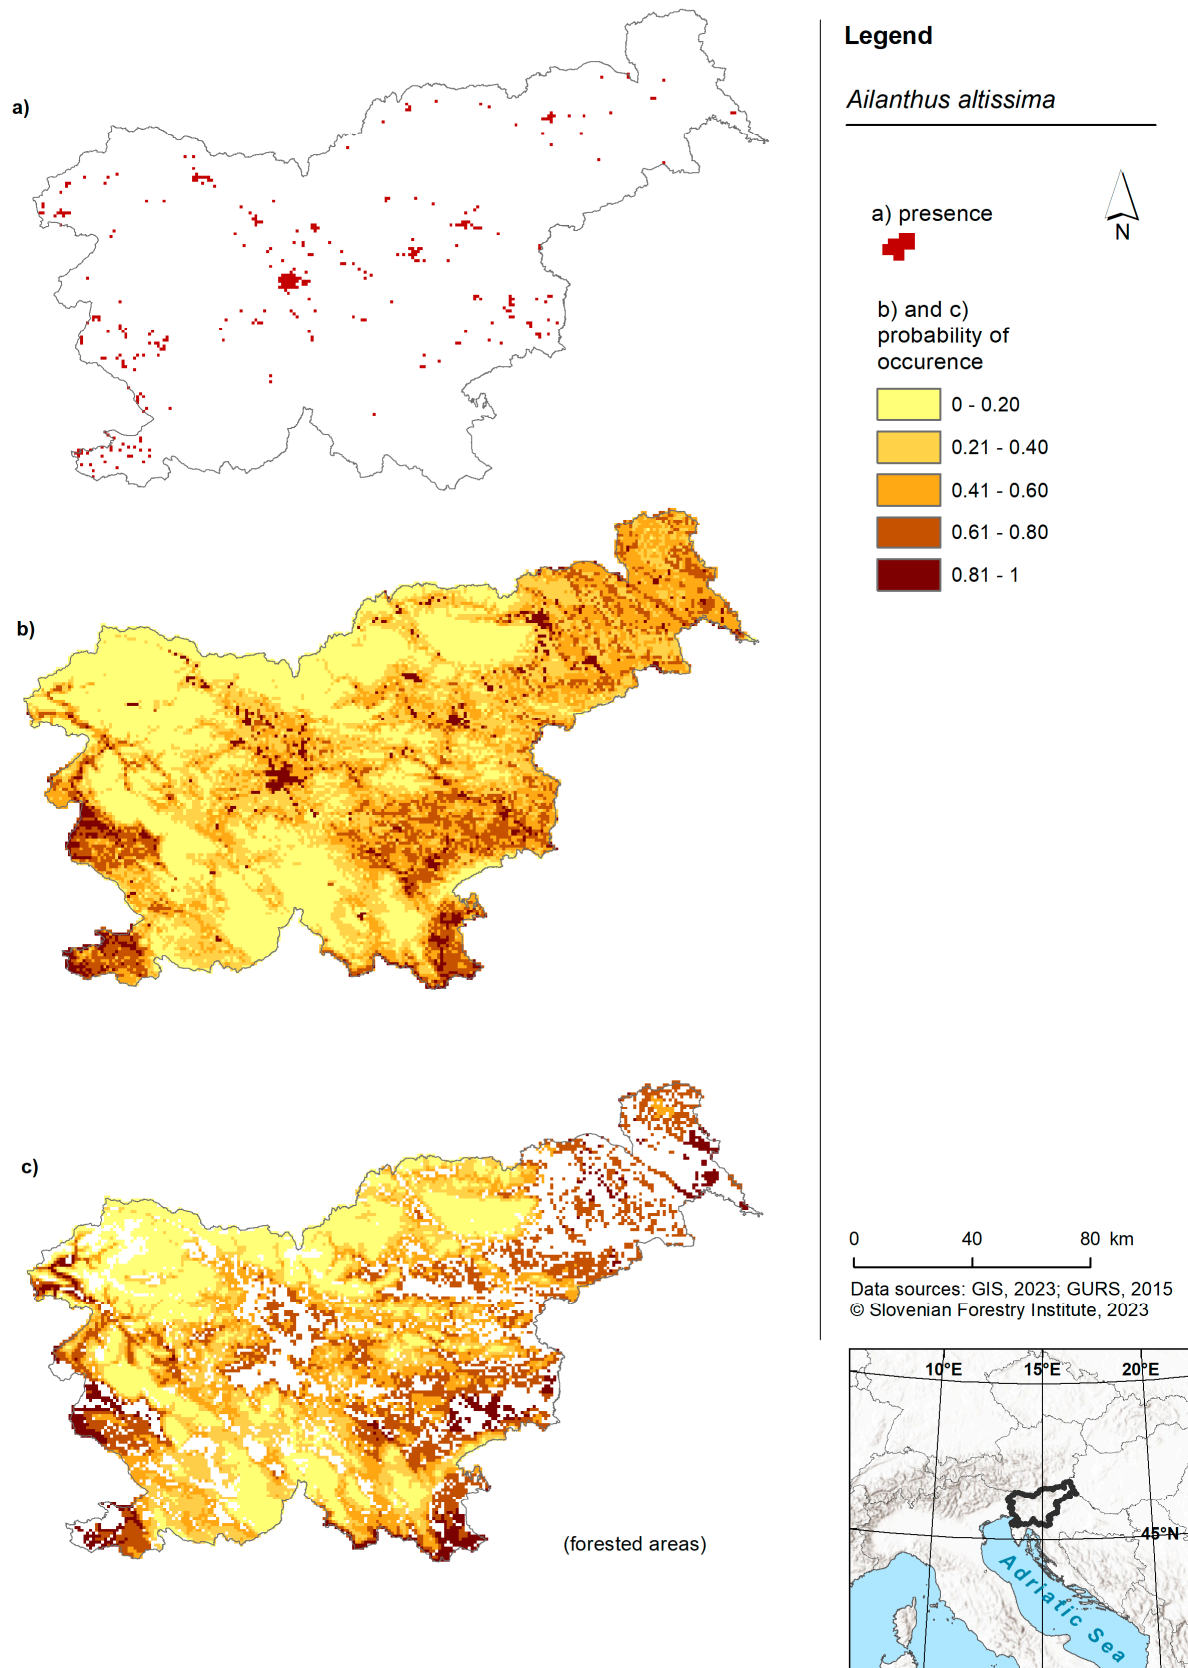 a)
b)
c)
(forested areas)
Legend
Ailanthus altissima
a) presence
N
b) and c)
probability of
occurence
0 - 0.20
0.21 - 0.40
0.41 - 0.60
0.61 - 0.80
0.81 - 1
0 40 80 km
Data sources: GIS, 2023; GURS, 2015
© Slovenian Forestry Institute, 2023
10°E 15°E 20°E
45°N
Adriatic Sea